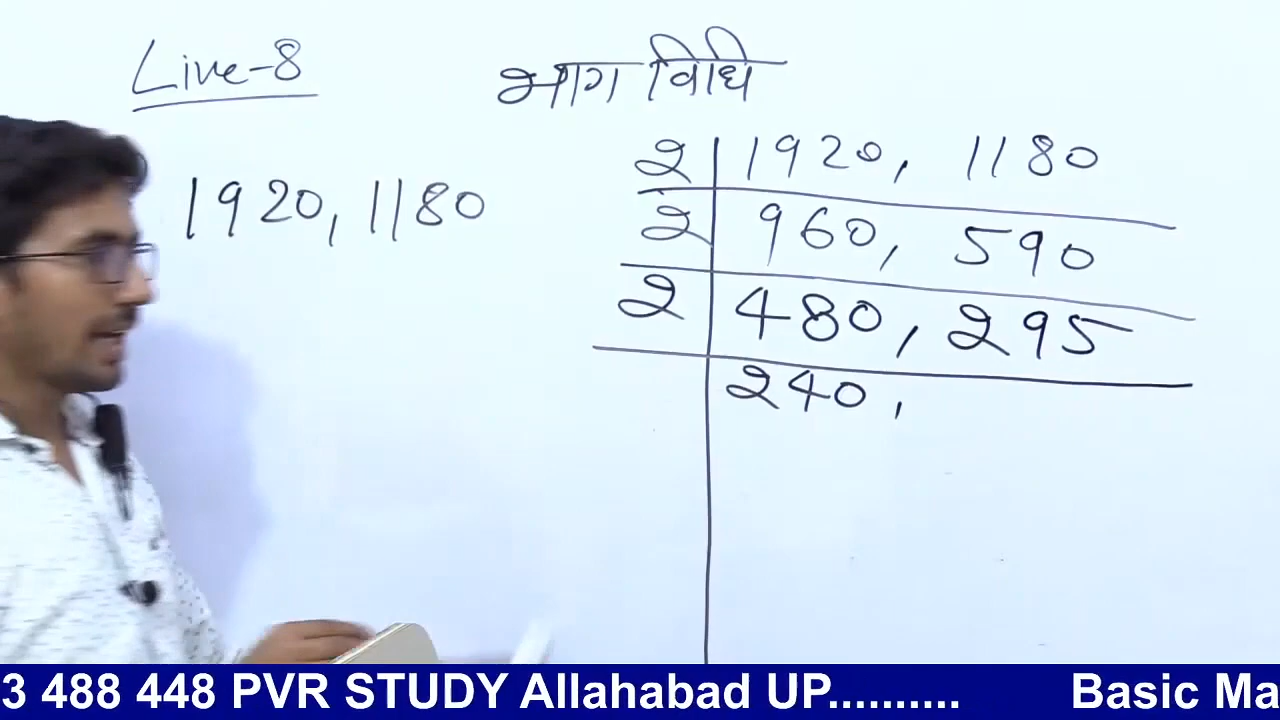 Live-8
भाग विधि
1920, 1180
2 1920, 1180
2 960, 590
2 480, 295
240,
3 488 448 PVR STUDY Allahabad UP.......... Basic Ma